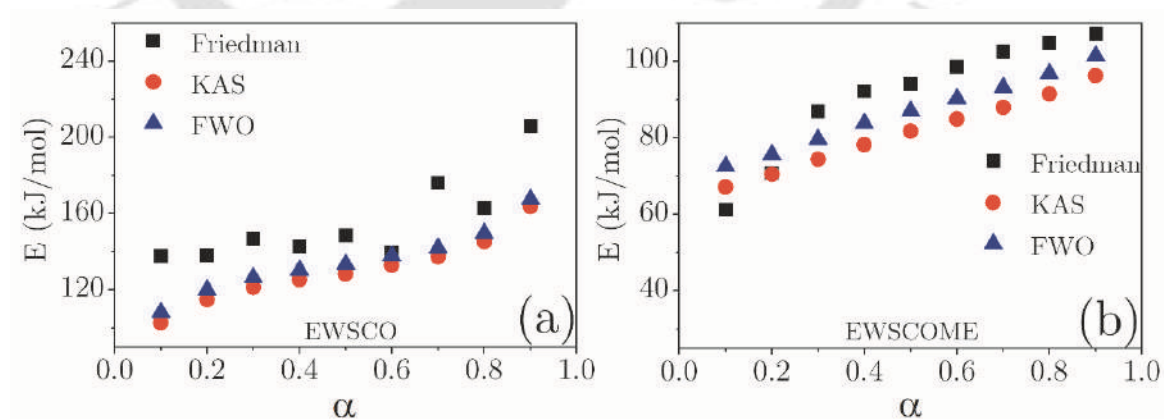 240
200
160
120
E (kJ/mol)
Friedman
KAS
FWO
EWSCO
(a)
0.0 0.2 0.4 0.6 0.8 1.0
α
100
80
60
40
E (kJ/mol)
Friedman
KAS
FWO
EWSCOME
(b)
0.0 0.2 0.4 0.6 0.8 1.0
α